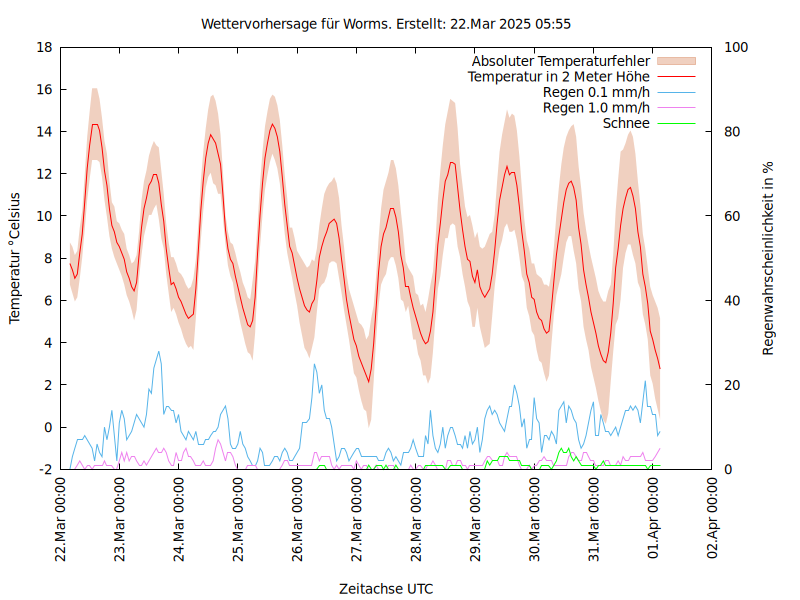 Wettervorhersage für Worms. Erstellt: 22.Mar 2025 05:55
Absoluter Temperaturfehler
Temperatur in 2 Meter Höhe
Regen 0.1 mm/h
Regen 1.0 mm/h
Schnee
Temperatur °Celsius
18
16
14
12
10
8
6
4
2
0
-2
Regenwahrscheinlichkeit in %
100
80
60
40
20
0
22.Mar 00:00
23.Mar 00:00
24.Mar 00:00
25.Mar 00:00
26.Mar 00:00
27.Mar 00:00
28.Mar 00:00
29.Mar 00:00
30.Mar 00:00
31.Mar 00:00
01.Apr 00:00
02.Apr 00:00
Zeitachse UTC